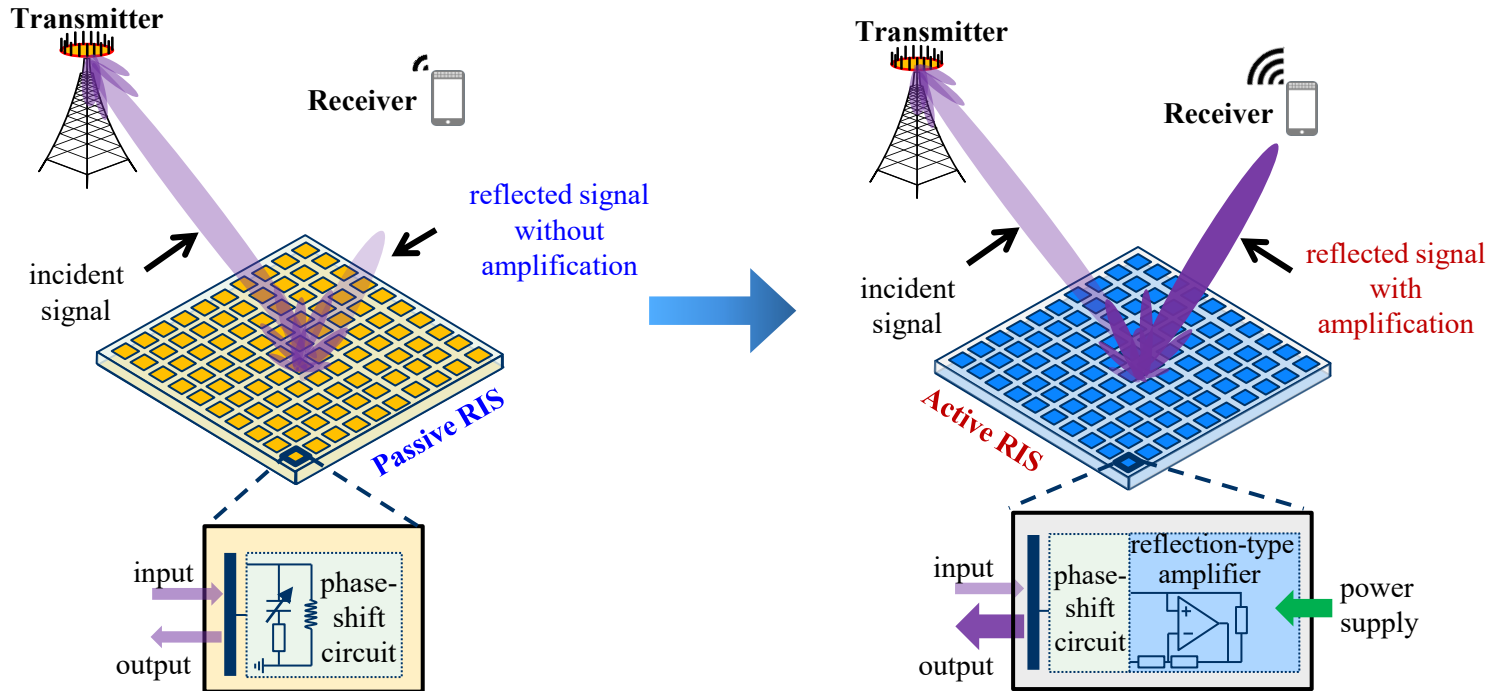 Transmitter
Receiver
reflected signal
without
amplification
incident
signal
Passive RIS
input
output
phase-
shift
circuit
Transmitter
Receiver
reflected signal
with
amplification
incident
signal
Active RIS
input
output
phase-
shift
circuit
reflection-type
amplifier
+
−
power
supply